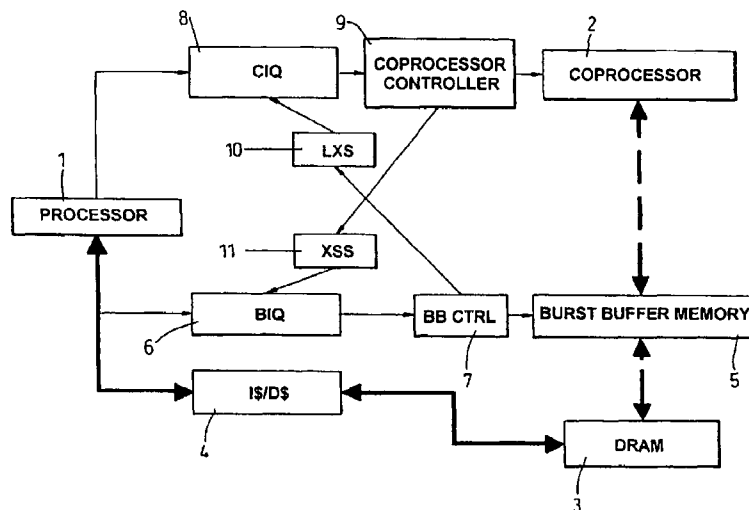 8
9
2
CIQ
COPROCESSOR
CONTROLLER
COPROCESSOR
10
LXS
1
PROCESSOR
11
XSS
BIQ
BB CTRL
BURST BUFFER MEMORY
6
7
5
I$/D$
4
DRAM
3